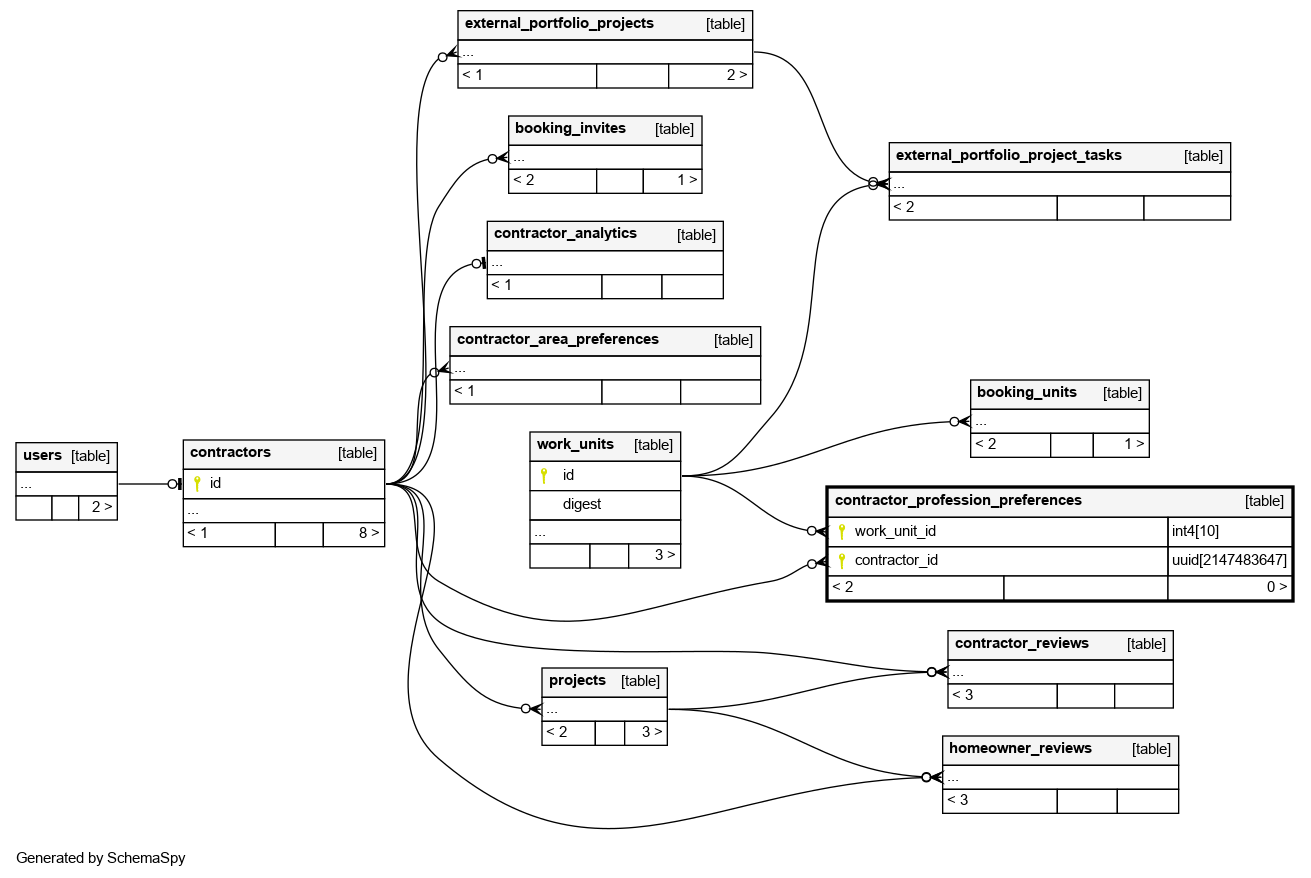 external_portfolio_projects [table]
...
< 1 2 >
booking_invites [table]
...
< 2 1 >
external_portfolio_project_tasks [table]
...
< 2
contractor_analytics [table]
...
< 1
contractor_area_preferences [table]
...
< 1
booking_units [table]
...
< 2 1 >
users [table]
...
2 >
contractors [table]
id
...
< 1 8 >
work_units [table]
id
digest
...
3 >
contractor_profession_preferences [table]
work_unit_id int4[10]
contractor_id uuid[2147483647]
< 2 0 >
contractor_reviews [table]
...
< 3
projects [table]
...
< 2 3 >
homeowner_reviews [table]
...
< 3
Generated by SchemaSpy